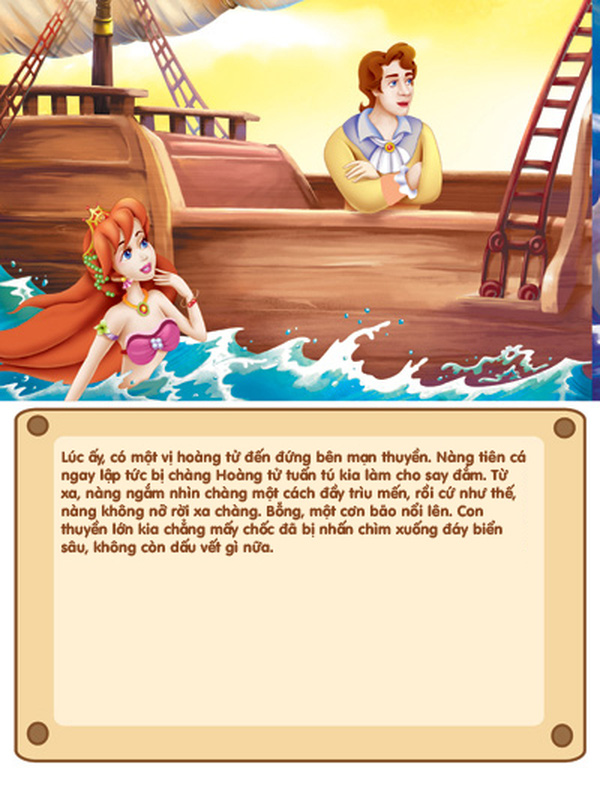 Lúc ấy, có một vị hoàng tử đến đứng bên mạn thuyền. Nàng tiên cá
ngay lập tức bị chàng Hoàng tử tuấn tú kia làm cho say đắm. Từ
xa, nàng ngắm nhìn chàng một cách đầy trìu mến, rồi cứ như thế,
nàng không nỡ rời xa chàng. Bỗng, một cơn bão nổi lên. Con
thuyền lớn kia chẳng mấy chốc đã bị nhấn chìm xuống đáy biển
sâu, không còn dấu vết gì nữa.